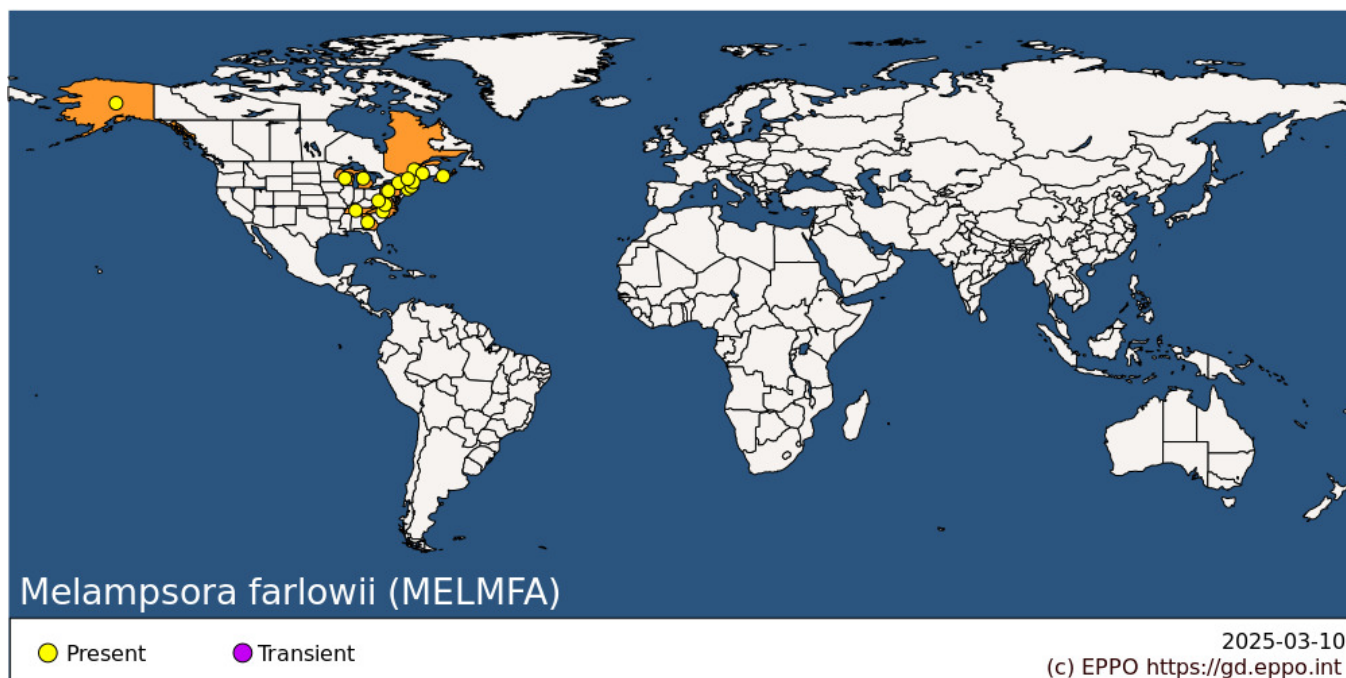 Melampsora farlowii (MELMFA)
Present
Transient
2025-03-10
(c) EPPO https://gd.eppo.int